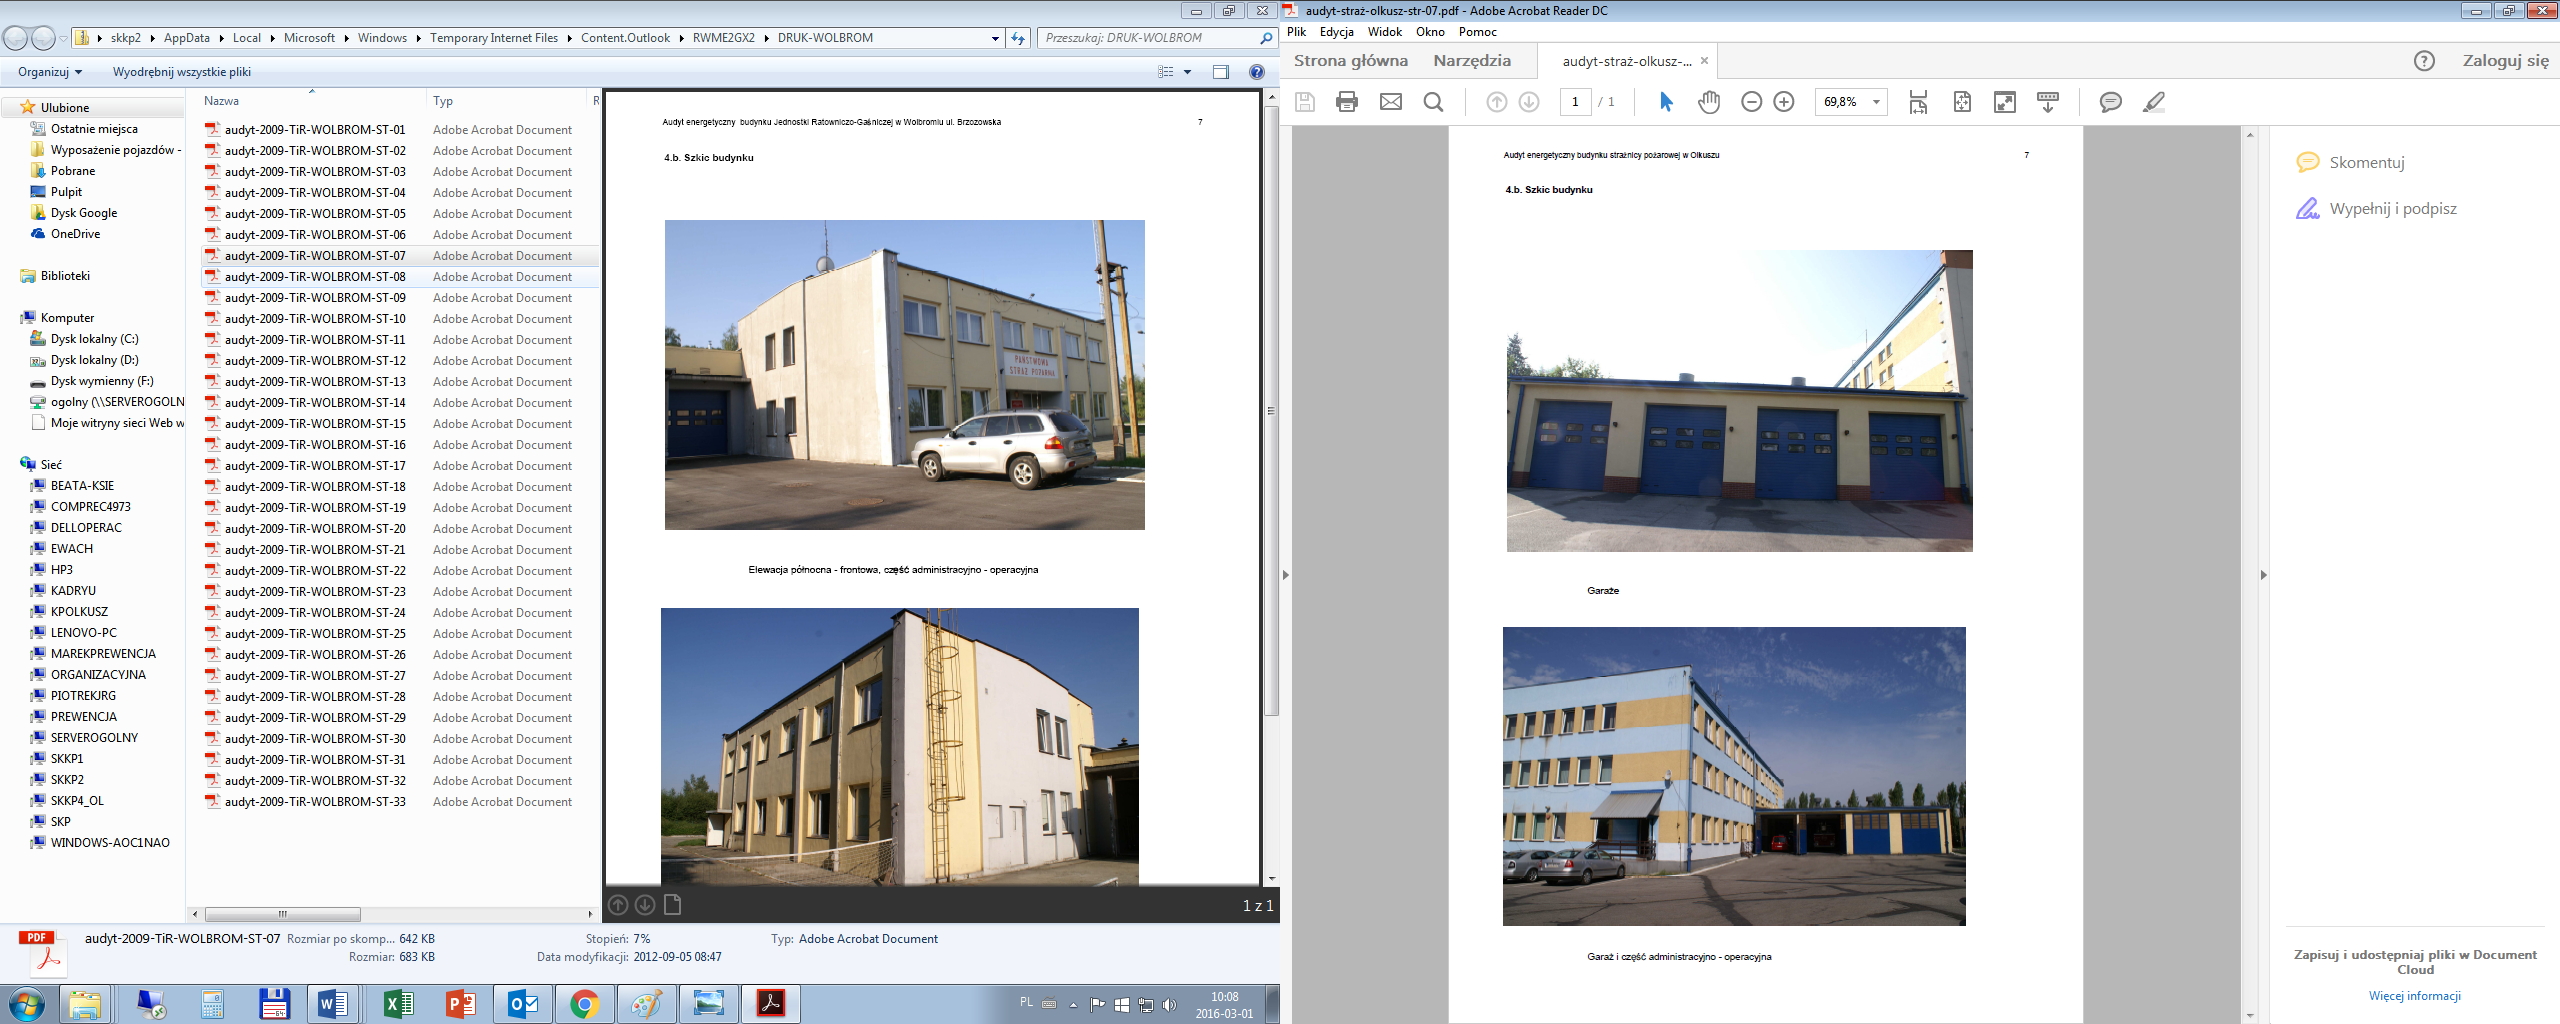 skkp2 AppData Local Microsoft Windows Temporary Internet Files Content.Outlook RWME2GX2 DRUK-WOLBROM
Przeszukaj: DRUK-WOLBROM
Organizuj Wyodrębnij wszystkie pliki
Ulubione
Ostatnie miejsca
Wyposażenie pojazdów -
Pobrane
Pulpit
Dysk Google
OneDrive
Biblioteki
Komputer
Dysk lokalny (C:)
Dysk lokalny (D:)
Dysk wymienny (F:)
ogolny (\\SERVEROGOLN
Moje witryny sieci Web w
Sieć
BEATA-KSIE
COMPREC4973
DELLOPERAC
EWACH
HP3
KADRYU
KPOLKUSZ
LENOVO-PC
MAREKPREWENCJA
ORGANIZACYJNA
PIOTREKJRG
PREWENCJA
SERVEROGOLNY
SKKP1
SKKP2
SKKP4_OL
SKP
WINDOWS-AOC1NAO
Nazwa Typ R
audyt-2009-TiR-WOLBROM-ST-01 Adobe Acrobat Document
audyt-2009-TiR-WOLBROM-ST-02 Adobe Acrobat Document
audyt-2009-TiR-WOLBROM-ST-03 Adobe Acrobat Document
audyt-2009-TiR-WOLBROM-ST-04 Adobe Acrobat Document
audyt-2009-TiR-WOLBROM-ST-05 Adobe Acrobat Document
audyt-2009-TiR-WOLBROM-ST-06 Adobe Acrobat Document
audyt-2009-TiR-WOLBROM-ST-07 Adobe Acrobat Document
audyt-2009-TiR-WOLBROM-ST-08 Adobe Acrobat Document
audyt-2009-TiR-WOLBROM-ST-09 Adobe Acrobat Document
audyt-2009-TiR-WOLBROM-ST-10 Adobe Acrobat Document
audyt-2009-TiR-WOLBROM-ST-11 Adobe Acrobat Document
audyt-2009-TiR-WOLBROM-ST-12 Adobe Acrobat Document
audyt-2009-TiR-WOLBROM-ST-13 Adobe Acrobat Document
audyt-2009-TiR-WOLBROM-ST-14 Adobe Acrobat Document
audyt-2009-TiR-WOLBROM-ST-15 Adobe Acrobat Document
audyt-2009-TiR-WOLBROM-ST-16 Adobe Acrobat Document
audyt-2009-TiR-WOLBROM-ST-17 Adobe Acrobat Document
audyt-2009-TiR-WOLBROM-ST-18 Adobe Acrobat Document
audyt-2009-TiR-WOLBROM-ST-19 Adobe Acrobat Document
audyt-2009-TiR-WOLBROM-ST-20 Adobe Acrobat Document
audyt-2009-TiR-WOLBROM-ST-21 Adobe Acrobat Document
audyt-2009-TiR-WOLBROM-ST-22 Adobe Acrobat Document
audyt-2009-TiR-WOLBROM-ST-23 Adobe Acrobat Document
audyt-2009-TiR-WOLBROM-ST-24 Adobe Acrobat Document
audyt-2009-TiR-WOLBROM-ST-25 Adobe Acrobat Document
audyt-2009-TiR-WOLBROM-ST-26 Adobe Acrobat Document
audyt-2009-TiR-WOLBROM-ST-27 Adobe Acrobat Document
audyt-2009-TiR-WOLBROM-ST-28 Adobe Acrobat Document
audyt-2009-TiR-WOLBROM-ST-29 Adobe Acrobat Document
audyt-2009-TiR-WOLBROM-ST-30 Adobe Acrobat Document
audyt-2009-TiR-WOLBROM-ST-31 Adobe Acrobat Document
audyt-2009-TiR-WOLBROM-ST-32 Adobe Acrobat Document
audyt-2009-TiR-WOLBROM-ST-33 Adobe Acrobat Document
Audyt energetyczny budynku Jednostki Ratowniczo-Gaśniczej w Wolbromiu ul. Brzozowska 7
4.b. Szkic budynku
PAŃSTWOWA
STRAŻ POŻARNA
Elewacja północna - frontowa, część administracyjno - operacyjna
1 z 1
PDF
audyt-2009-TiR-WOLBROM-ST-07 Rozmiar po skomp... 642 KB Stopień: 7% Typ: Adobe Acrobat Document
Rozmiar: 683 KB Data modyfikacji: 2012-09-05 08:47
64
PL
10:08
2016-03-01
audyt-straż-olkusz-str-07.pdf - Adobe Acrobat Reader DC
Plik Edycja Widok Okno Pomoc
Strona główna Narzędzia audyt-straż-olkusz-... × Zaloguj się
1 / 1 69,8%
Audyt energetyczny budynku strażnicy pożarowej w Olkuszu 7
4.b. Szkic budynku
Garaże
Garaż i część administracyjno - operacyjna
Skomentuj
Wypełnij i podpisz
Zapisuj i udostępniaj pliki w Document
Cloud
Więcej informacji